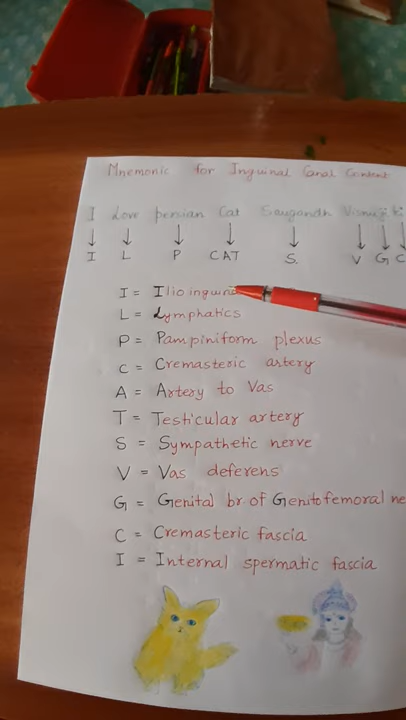 Mnemonic for Inguinal Canal Content
I Love persian Cat Saugandh
I L P CAT S. V G C
I = Ilioinguin
L = Lymphatics
P = Pampiniform plexus
C = Cremasteric artery
A = Artery to Vas
T = Testicular artery
S = Sympathetic nerve
V = Vas deferens
G = Genital br of Genitofemoral ne
C = Cremasteric fascia
I = Internal spermatic fascia